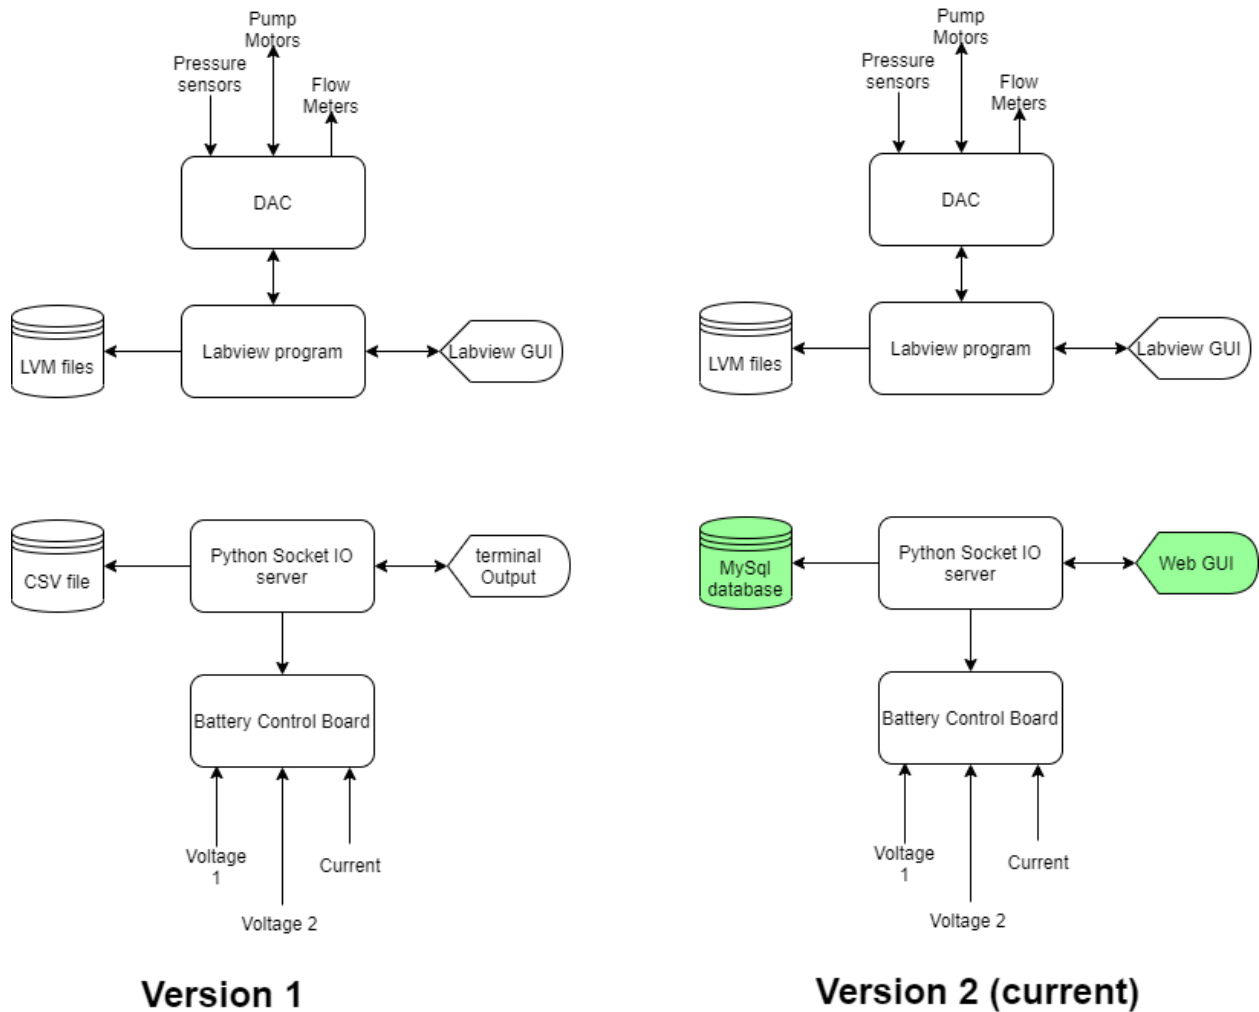 Pump
Motors
Pressure
sensors
Flow
Meters
DAC
LVM files
Labview program
Labview GUI
CSV file
Python Socket IO
server
terminal
Output
Battery Control Board
Voltage
1
Current
Voltage 2
Version 1
Pump
Motors
Pressure
sensors
Flow
Meters
DAC
LVM files
Labview program
Labview GUI
MySql
database
Python Socket IO
server
Web GUI
Battery Control Board
Voltage
1
Current
Voltage 2
Version 2 (current)